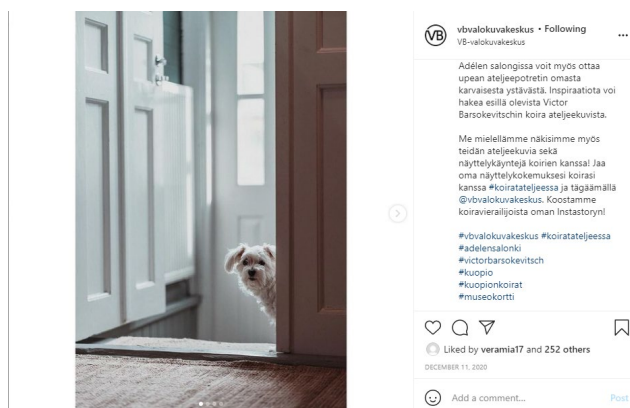 VB
vbvalokuvakeskus • Following
VB-valokuvakeskus
Adélen salongissa voit myös ottaa
upean ateljeepotretin omasta
karvaisesta ystävästä. Inspiraatiota voi
hakea esillä olevista Victor
Barsokevitschin koira ateljeekuvista.
Me mielellämme näkisimme myös
teidän ateljeekuvia sekä
näyttelykäyntejä koirien kanssa! Jaa
oma näyttelykokemuksesi koirasi
kanssa #koiratateljeessa ja tägäämällä
@vbvalokuvakeskus. Koostamme
koiravierailijoista oman Instastoryn!
#vbvalokuvakeskus #koiratateljeessa
#adelensalonki
#victorbarsokevitsch
#kuopio
#kuopionkoirat
#museokortti
Liked by veramia17 and 252 others
DECEMBER 11, 2020
Add a comment... Post